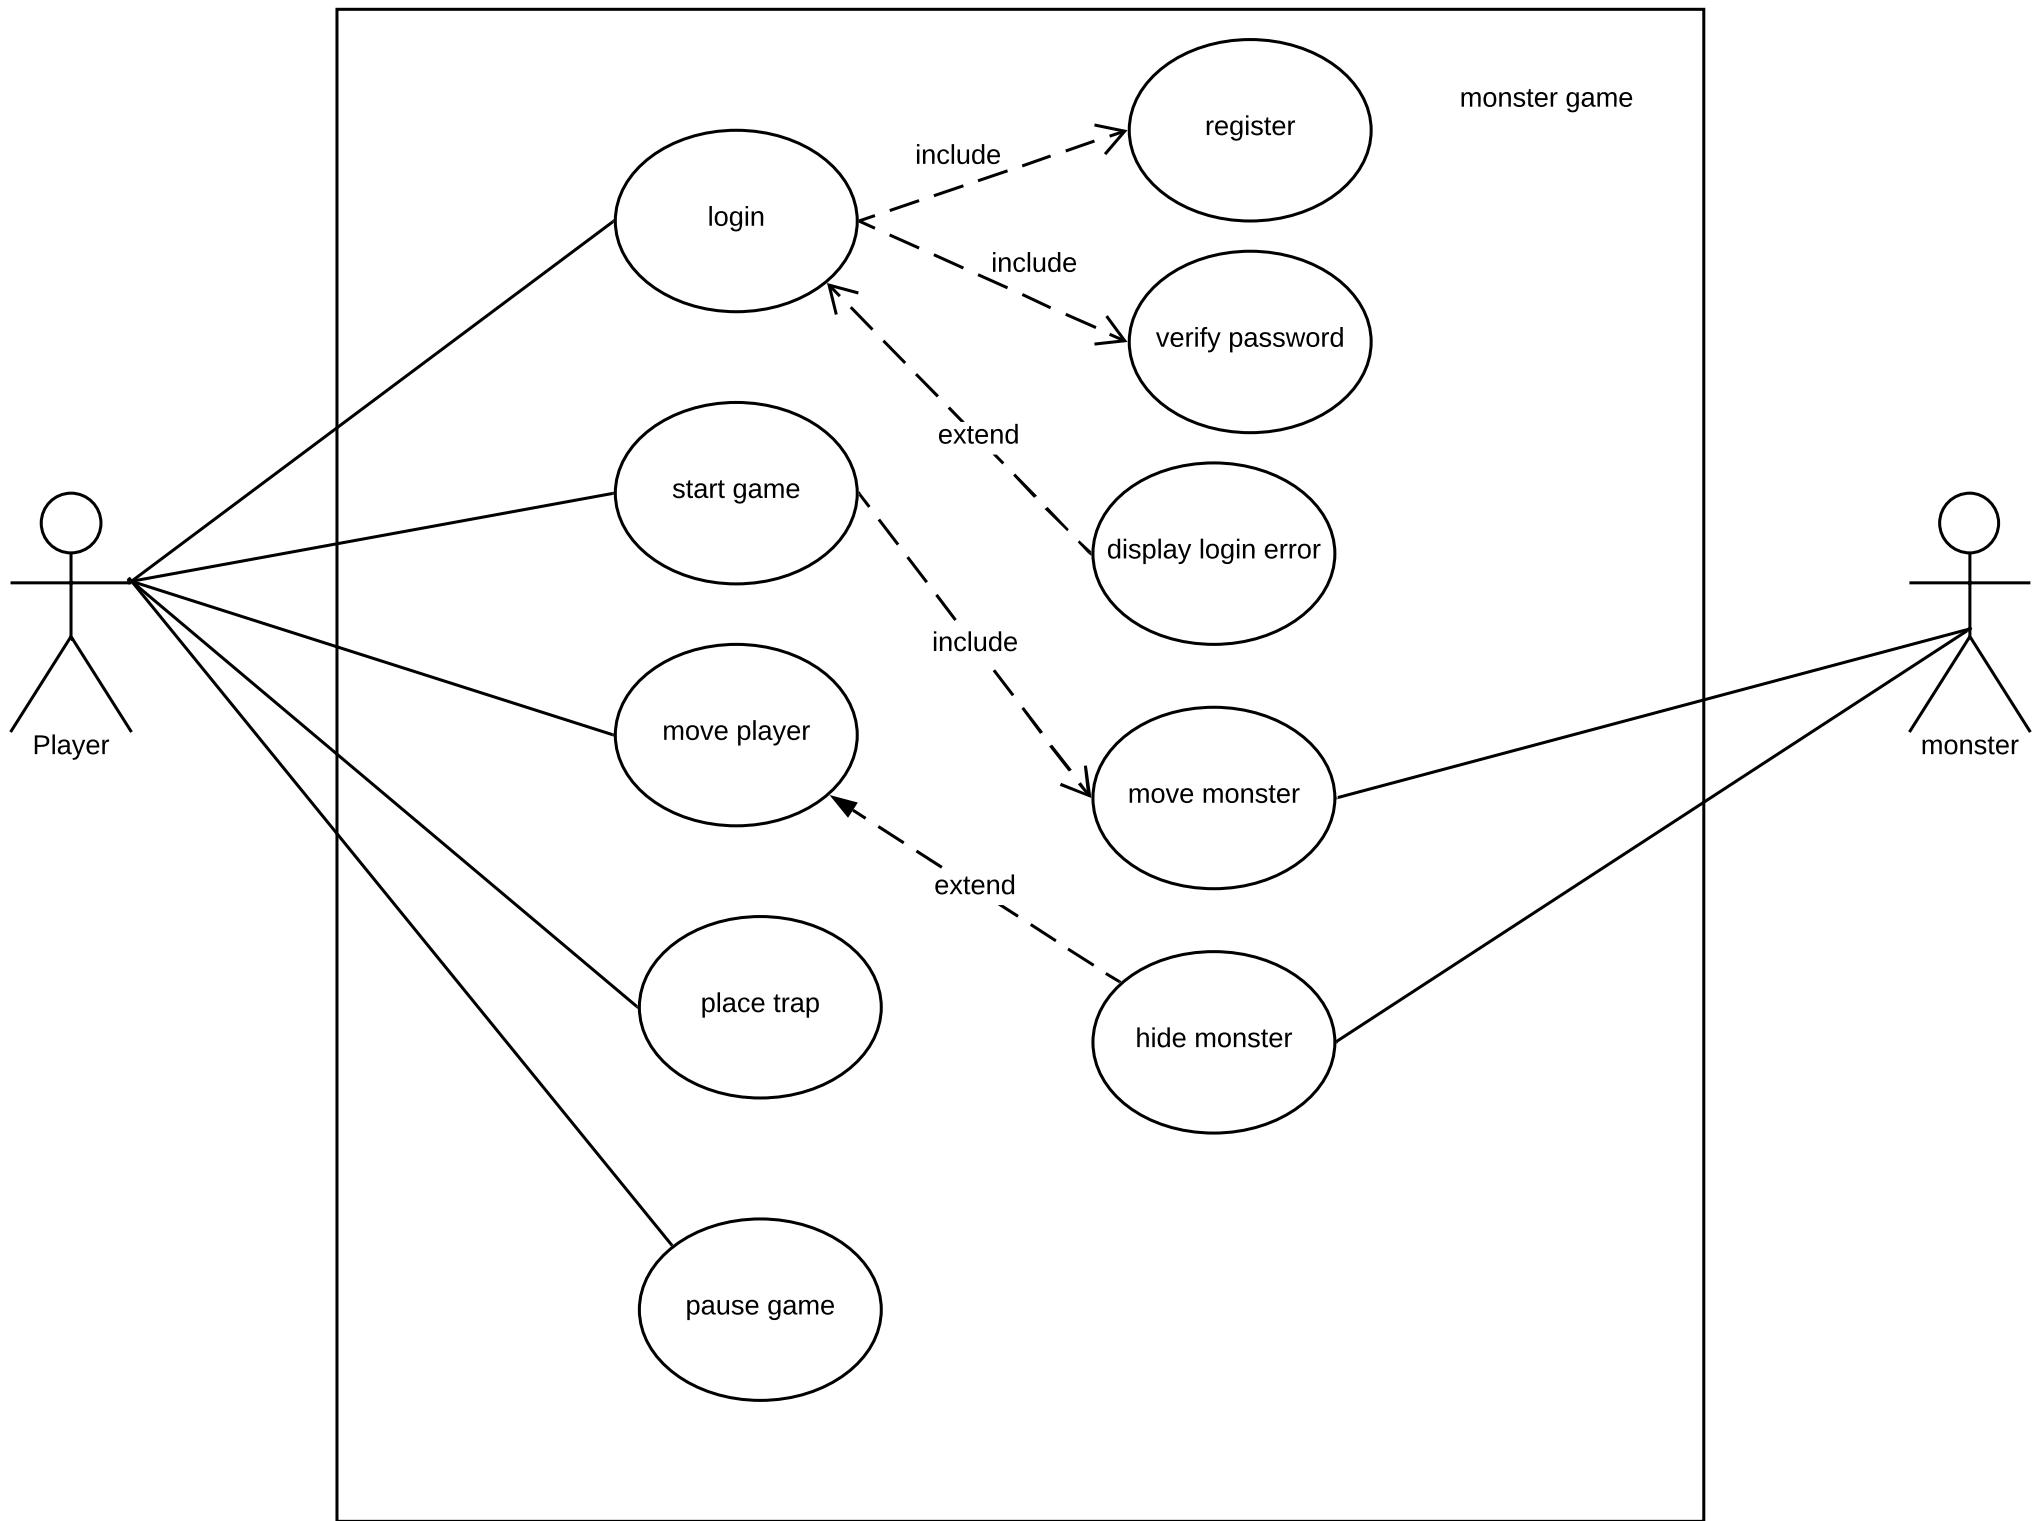 monster game
register
include
login
include
verify password
extend
start game
display login error
include
move player
Player
monster
move monster
extend
place trap
hide monster
pause game